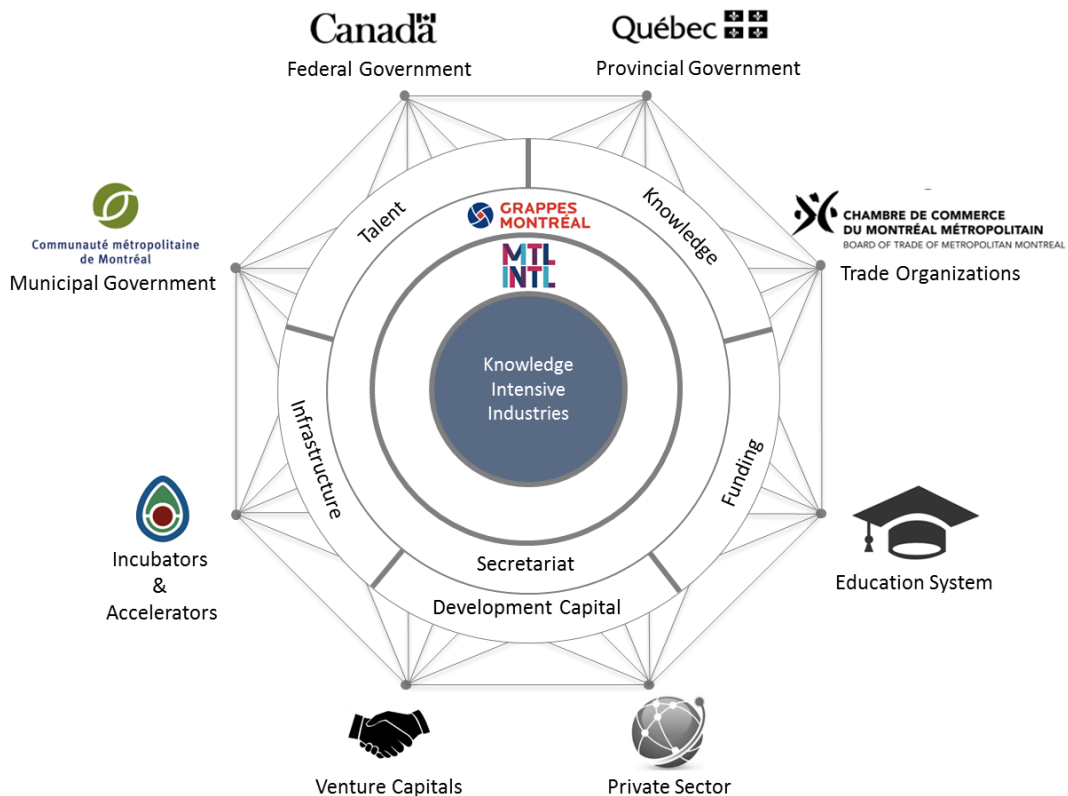 Canada
Québec
Federal Government
Provincial Government
Communauté métropolitaine
de Montréal
Municipal Government
CHAMBRE DE COMMERCE
DU MONTRÉAL MÉTROPOLITAIN
BOARD OF TRADE OF METROPOLITAN MONTREAL
Trade Organizations
Talent
Knowledge
GRAPPES
MONTRÉAL
MTL
INTL
Knowledge
Intensive
Industries
Infrastructure
Funding
Secretariat
Development Capital
Incubators
&
Accelerators
Education System
Venture Capitals
Private Sector